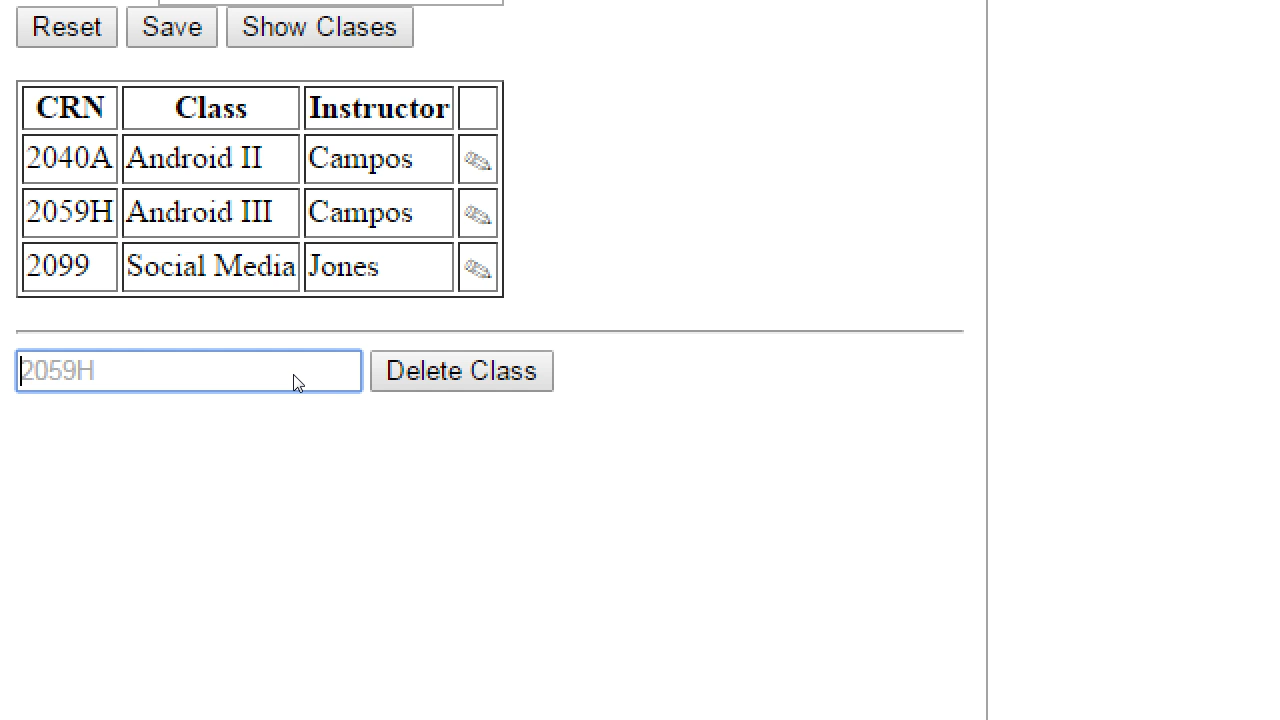 Reset Save Show Clases
CRN Class Instructor
2040A Android II Campos
2059H Android III Campos
2099 Social Media Jones
2059H Delete Class